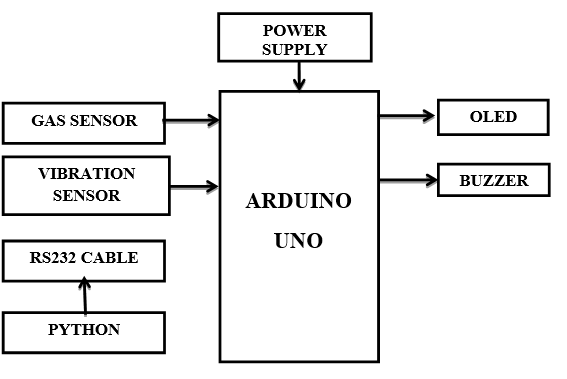 POWER
SUPPLY
GAS SENSOR
VIBRATION
SENSOR
RS232 CABLE
PYTHON
ARDUINO
UNO
OLED
BUZZER